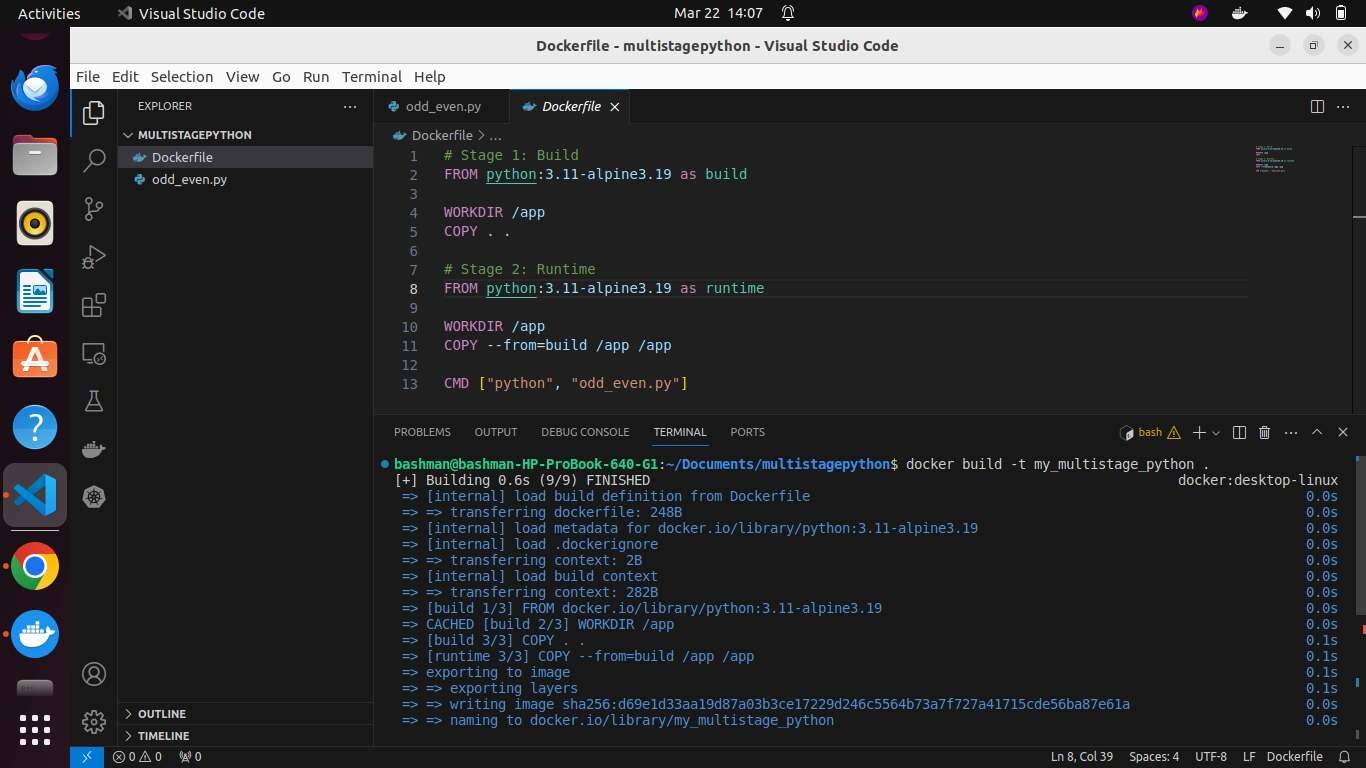 Activities
Visual Studio Code
Mar 22 14:07
Dockerfile - multistagepython - Visual Studio Code
File Edit Selection View Go Run Terminal Help
EXPLORER
MULTISTAGEPYTHON
Dockerfile
odd_even.py
OUTLINE
TIMELINE
odd_even.py
Dockerfile
Dockerfile > ...
1 # Stage 1: Build
2 FROM python:3.11-alpine3.19 as build
3
4 WORKDIR /app
5 COPY . .
6
7 # Stage 2: Runtime
8 FROM python:3.11-alpine3.19 as runtime
9
10 WORKDIR /app
11 COPY --from=build /app /app
12
13 CMD ["python", "odd_even.py"]
PROBLEMS OUTPUT DEBUG CONSOLE TERMINAL PORTS
bash
bashman@bashman-HP-ProBook-640-G1:~/Documents/multistagepython$ docker build -t my_multistage_python .
[+] Building 0.6s (9/9) FINISHED docker:desktop-linux
=> [internal] load build definition from Dockerfile 0.0s
=> => transferring dockerfile: 248B 0.0s
=> [internal] load metadata for docker.io/library/python:3.11-alpine3.19 0.0s
=> [internal] load .dockerignore 0.0s
=> => transferring context: 2B 0.0s
=> [internal] load build context 0.0s
=> => transferring context: 282B 0.0s
=> [build 1/3] FROM docker.io/library/python:3.11-alpine3.19 0.0s
=> CACHED [build 2/3] WORKDIR /app 0.0s
=> [build 3/3] COPY . . 0.1s
=> [runtime 3/3] COPY --from=build /app /app 0.1s
=> exporting to image 0.1s
=> => exporting layers 0.1s
=> => writing image sha256:d69e1d33aa19d87a03b3ce17229d246c5564b73a7f727a41715cde56ba87e61a 0.0s
=> => naming to docker.io/library/my_multistage_python 0.0s
0 0 0
Ln 8, Col 39 Spaces: 4 UTF-8 LF Dockerfile